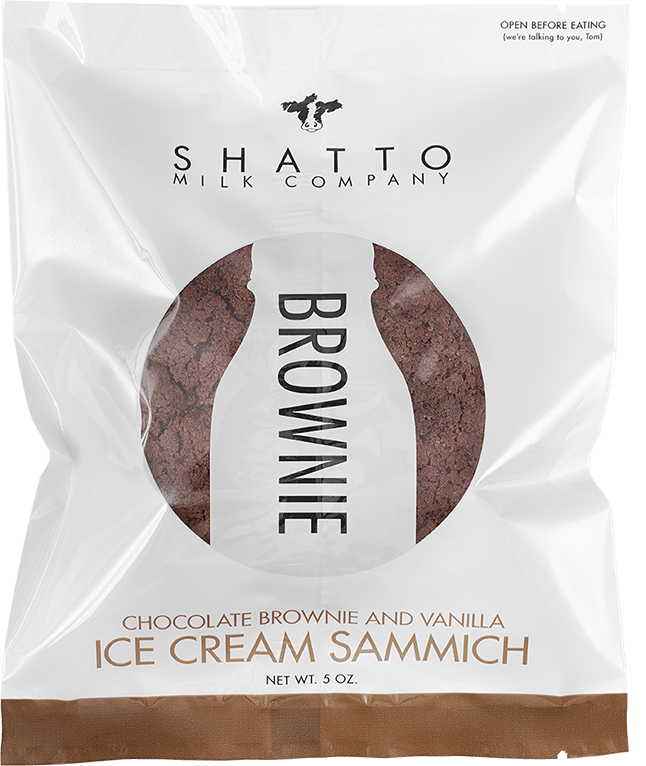 OPEN BEFORE EATING
(we're talking to you, Tom)
SHATTO
MILK COMPANY
BROWNIE
CHOCOLATE BROWNIE AND VANILLA
ICE CREAM SAMMICH
NET WT. 5 OZ.